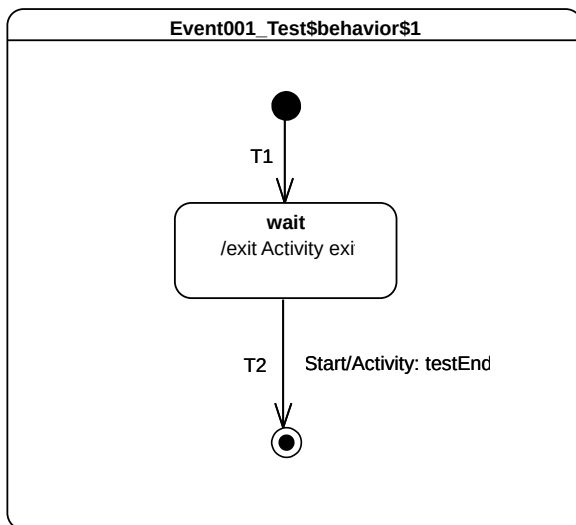 Event001_Test$behavior$1
T1
wait
/exit Activity exi
T2 Start/Activity: testEnd